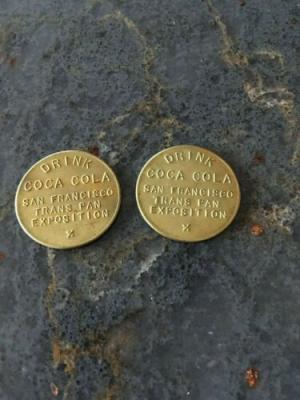 DRINK
COCA COLA
SAN FRANCISCO
TRANS PAN
EXPOSITION
DRINK
COCA COLA
SAN FRANCISCO
TRANS PAN
EXPOSITION